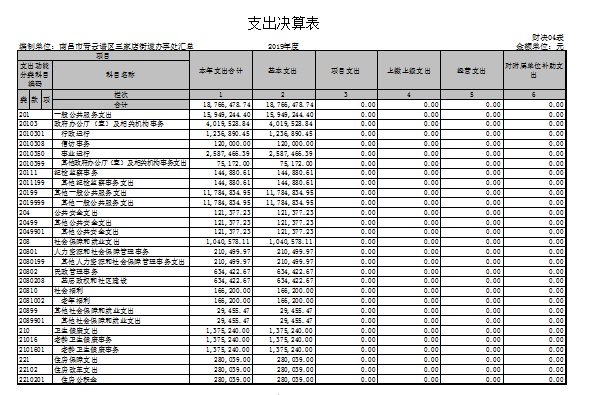 支出决算表
财决04表
编制单位：南昌市青云谱区三家店街道办事处汇总 2019年度 金额单位：元
项目 本年支出合计 基本支出 项目支出 上缴上级支出 经营支出 对附属单位补助支出
支出功能分类科目编码 科目名称
类 款 项 栏次 1 2 3 4 5 6
合计 18,766,478.74 18,766,478.74 0.00 0.00 0.00 0.00
201 一般公共服务支出 15,949,244.40 15,949,244.40 0.00 0.00 0.00 0.00
20103 政府办公厅（室）及相关机构事务 4,019,528.84 4,019,528.84 0.00 0.00 0.00 0.00
2010301 行政运行 1,236,890.45 1,236,890.45 0.00 0.00 0.00 0.00
2010308 信访事务 120,000.00 120,000.00 0.00 0.00 0.00 0.00
2010350 事业运行 2,587,466.39 2,587,466.39 0.00 0.00 0.00 0.00
2010399 其他政府办公厅（室）及相关机构事务支出 75,172.00 75,172.00 0.00 0.00 0.00 0.00
20111 纪检监察事务 144,880.61 144,880.61 0.00 0.00 0.00 0.00
2011199 其他纪检监察事务支出 144,880.61 144,880.61 0.00 0.00 0.00 0.00
20199 其他一般公共服务支出 11,784,834.95 11,784,834.95 0.00 0.00 0.00 0.00
2019999 其他一般公共服务支出 11,784,834.95 11,784,834.95 0.00 0.00 0.00 0.00
204 公共安全支出 121,377.23 121,377.23 0.00 0.00 0.00 0.00
20499 其他公共安全支出 121,377.23 121,377.23 0.00 0.00 0.00 0.00
2049901 其他公共安全支出 121,377.23 121,377.23 0.00 0.00 0.00 0.00
208 社会保障和就业支出 1,040,578.11 1,040,578.11 0.00 0.00 0.00 0.00
20801 人力资源和社会保障管理事务 210,499.97 210,499.97 0.00 0.00 0.00 0.00
2080199 其他人力资源和社会保障管理事务支出 210,499.97 210,499.97 0.00 0.00 0.00 0.00
20802 民政管理事务 634,422.67 634,422.67 0.00 0.00 0.00 0.00
2080208 基层政权和社区建设 634,422.67 634,422.67 0.00 0.00 0.00 0.00
20810 社会福利 166,200.00 166,200.00 0.00 0.00 0.00 0.00
2081002 老年福利 166,200.00 166,200.00 0.00 0.00 0.00 0.00
20899 其他社会保障和就业支出 29,455.47 29,455.47 0.00 0.00 0.00 0.00
2089901 其他社会保障和就业支出 29,455.47 29,455.47 0.00 0.00 0.00 0.00
210 卫生健康支出 1,375,240.00 1,375,240.00 0.00 0.00 0.00 0.00
21016 老龄卫生健康事务 1,375,240.00 1,375,240.00 0.00 0.00 0.00 0.00
2101601 老龄卫生健康事务 1,375,240.00 1,375,240.00 0.00 0.00 0.00 0.00
221 住房保障支出 280,039.00 280,039.00 0.00 0.00 0.00 0.00
22102 住房改革支出 280,039.00 280,039.00 0.00 0.00 0.00 0.00
2210201 住房公积金 280,039.00 280,039.00 0.00 0.00 0.00 0.00